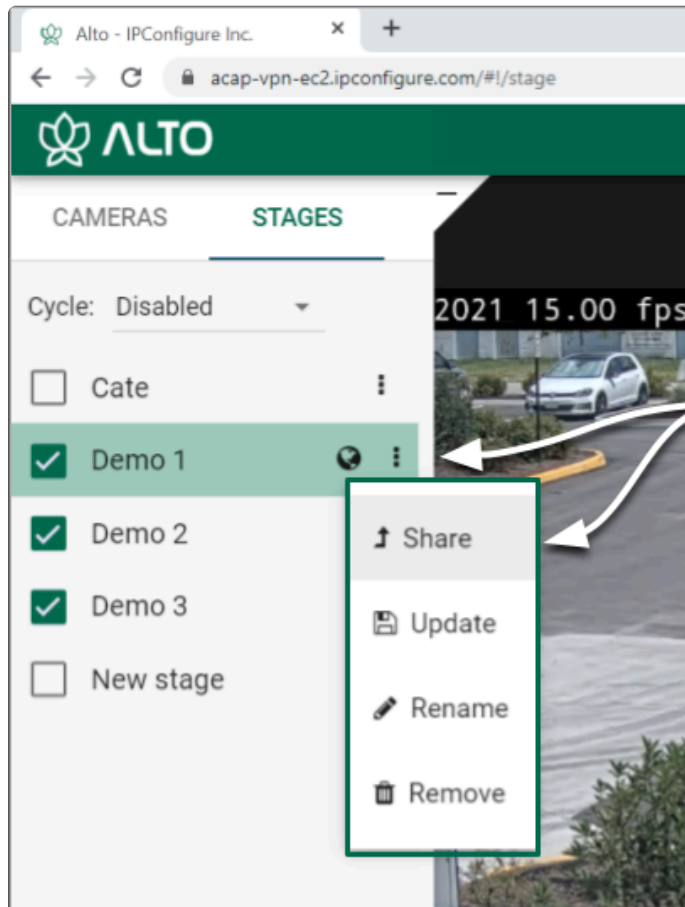 Alto - IPConfigure Inc.
acap-vpn-ec2.ipconfigure.com/#!/stage
ALTO
CAMERAS STAGES
Cycle: Disabled
2021 15.00 fps
Cate
Demo 1
Demo 2
Demo 3
New stage
Share
Update
Rename
Remove